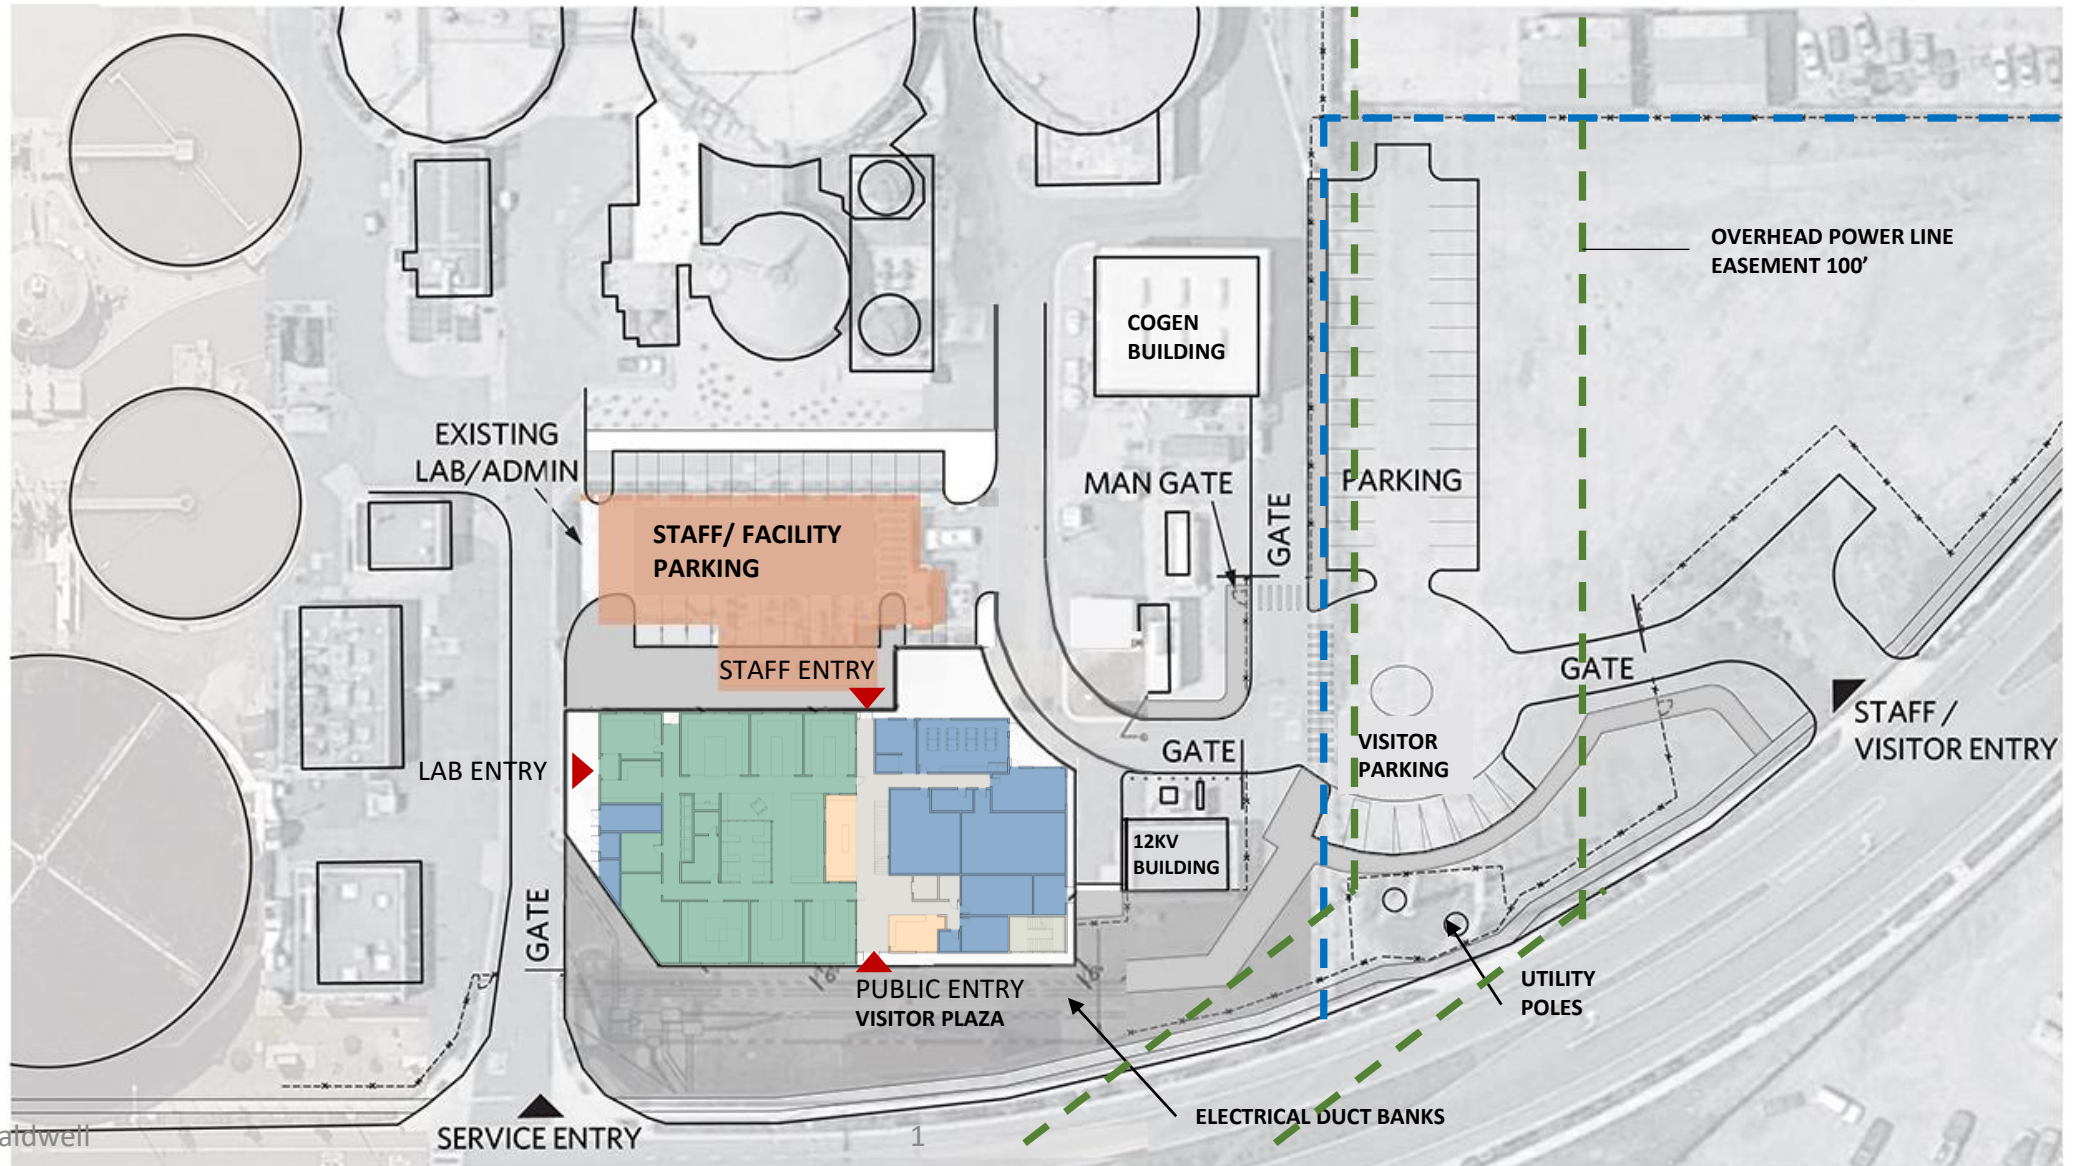 OVERHEAD POWER LINE
EASEMENT 100’
COGEN
BUILDING
EXISTING
LAB/ADMIN
MAN GATE
GATE
PARKING
STAFF/ FACILITY
PARKING
STAFF ENTRY
GATE
STAFF /
VISITOR ENTRY
LAB ENTRY
GATE
VISITOR
PARKING
12KV
BUILDING
GATE
PUBLIC ENTRY
VISITOR PLAZA
UTILITY
POLES
ELECTRICAL DUCT BANKS
SERVICE ENTRY
aldwell
1